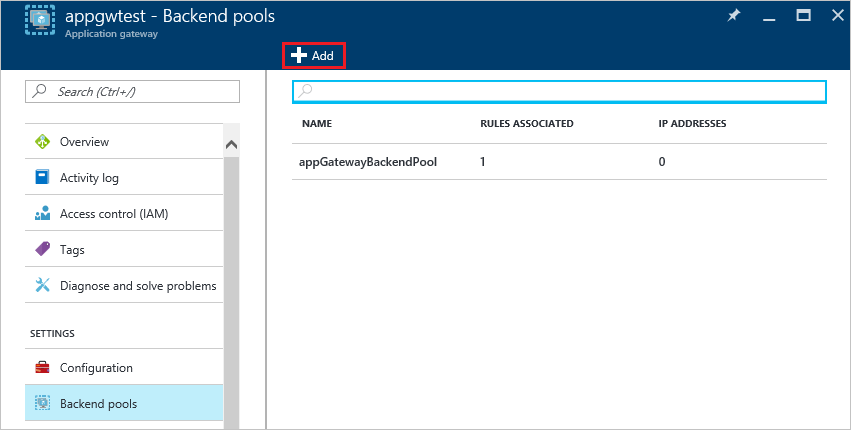 appgwtest - Backend pools
Application gateway
Add
Search (Ctrl+/)
Overview
Activity log
Access control (IAM)
Tags
Diagnose and solve problems
SETTINGS
Configuration
Backend pools
NAME RULES ASSOCIATED IP ADDRESSES
appGatewayBackendPool 1 0